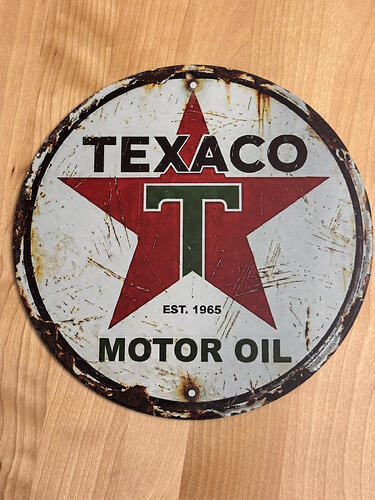 TEXACO
T
EST. 1965
MOTOR OIL